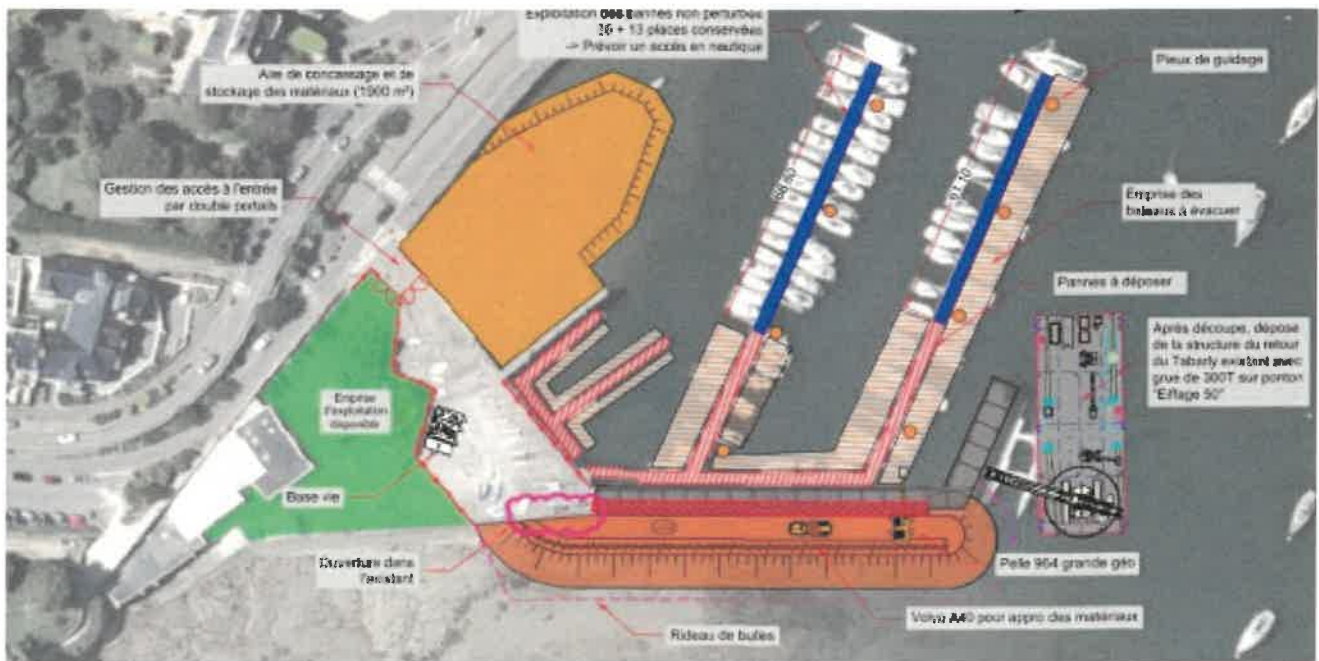 Exploitation des pannes non perturbée
36 + 13 places conservées
-> Prévoir un accès en nautique
Aire de concassage et de
stockage des matériaux (1900 m²)
Pieux de guidage
Gestion des accès à l'entrée
par double portails
Emprise des
bateaux à évacuer
Pannes à déposer
Après découpe, dépose
de la structure du retour
du Tabarly existant avec
grue de 300T sur ponton
"Eiffage 50"
Emprise
d'exploitation
disponible
Base vie
Ouverture dans
l'existant
Pelle 964 grande géo
Volvo A40 pour appro des matériaux
Rideau de bulles